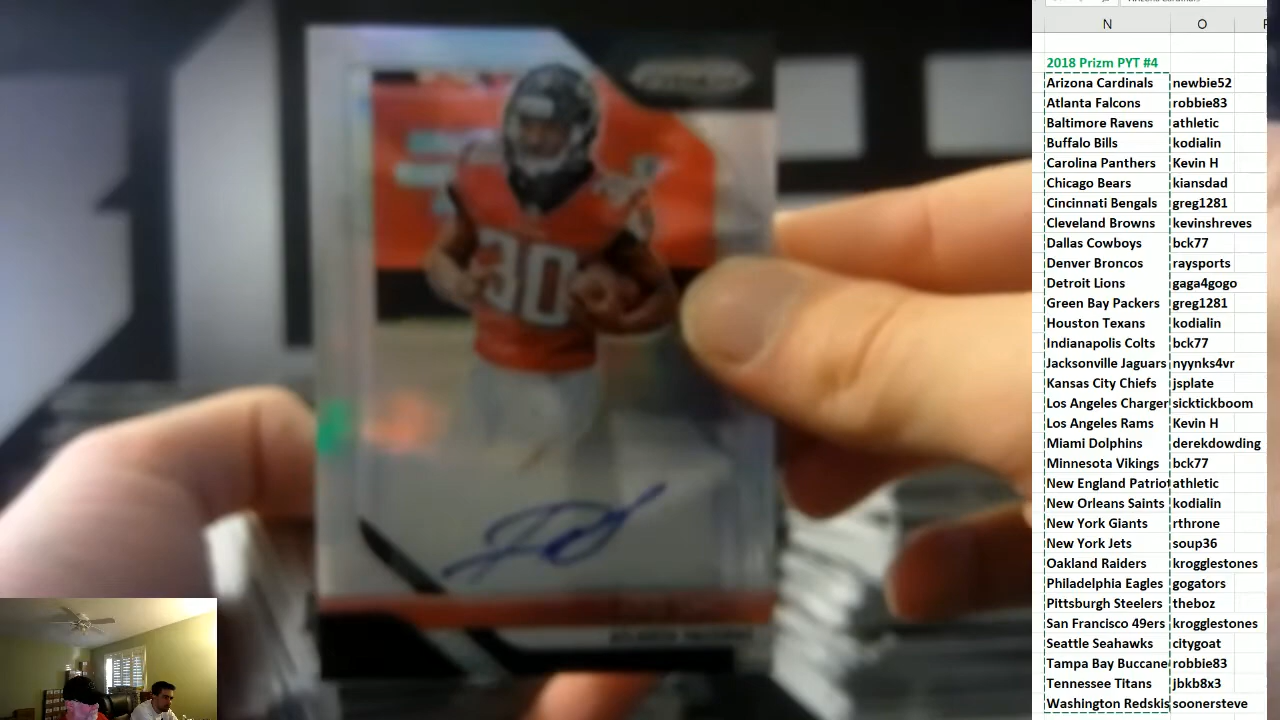 PRIZM
30
ATLANTA FALCONS
N O
2018 Prizm PYT #4
Arizona Cardinals newbie52
Atlanta Falcons robbie83
Baltimore Ravens athletic
Buffalo Bills kodialin
Carolina Panthers Kevin H
Chicago Bears kiansdad
Cincinnati Bengals greg1281
Cleveland Browns kevinshreves
Dallas Cowboys bck77
Denver Broncos raysports
Detroit Lions gaga4gogo
Green Bay Packers greg1281
Houston Texans kodialin
Indianapolis Colts bck77
Jacksonville Jaguars nyynks4vr
Kansas City Chiefs jsplate
Los Angeles Charger sicktickboom
Los Angeles Rams Kevin H
Miami Dolphins derekdowding
Minnesota Vikings bck77
New England Patriot athletic
New Orleans Saints kodialin
New York Giants rthrone
New York Jets soup36
Oakland Raiders krogglestones
Philadelphia Eagles gogators
Pittsburgh Steelers theboz
San Francisco 49ers krogglestones
Seattle Seahawks citygoat
Tampa Bay Buccane robbie83
Tennessee Titans jbkb8x3
Washington Redskis soonersteve